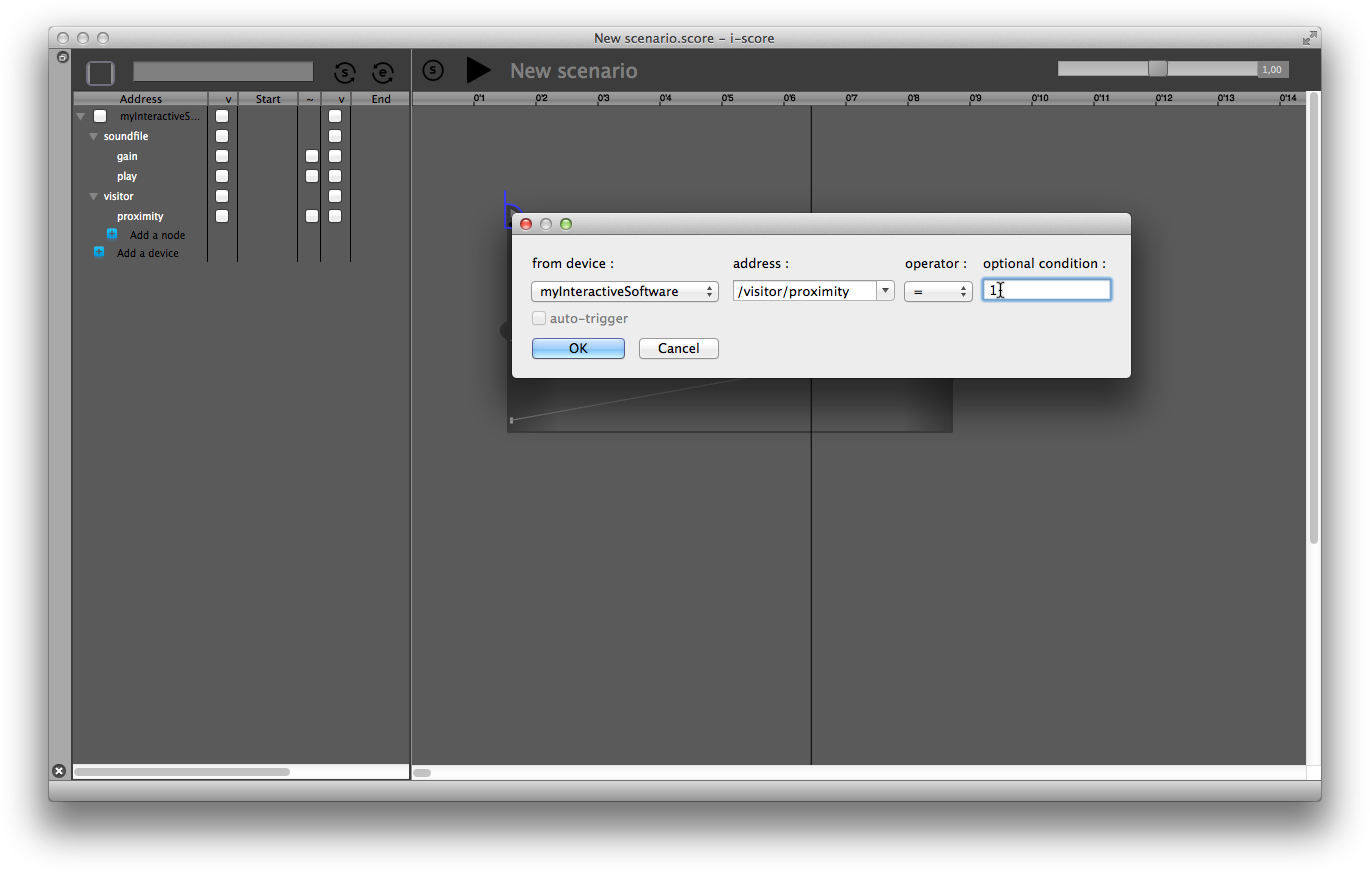 New scenario.score - i-score
S e S New scenario 1,00
Address v Start ~ v End
0'1 0'2 0'3 0'4 0'5 0'6 0'7 0'8 0'9 0'10 0'11 0'12 0'13 0'14
myInteractiveS...
soundfile
gain
play
visitor
proximity
Add a node
Add a device
from device : address : operator : optional condition :
myInteractiveSoftware /visitor/proximity = 1
auto-trigger
OK Cancel